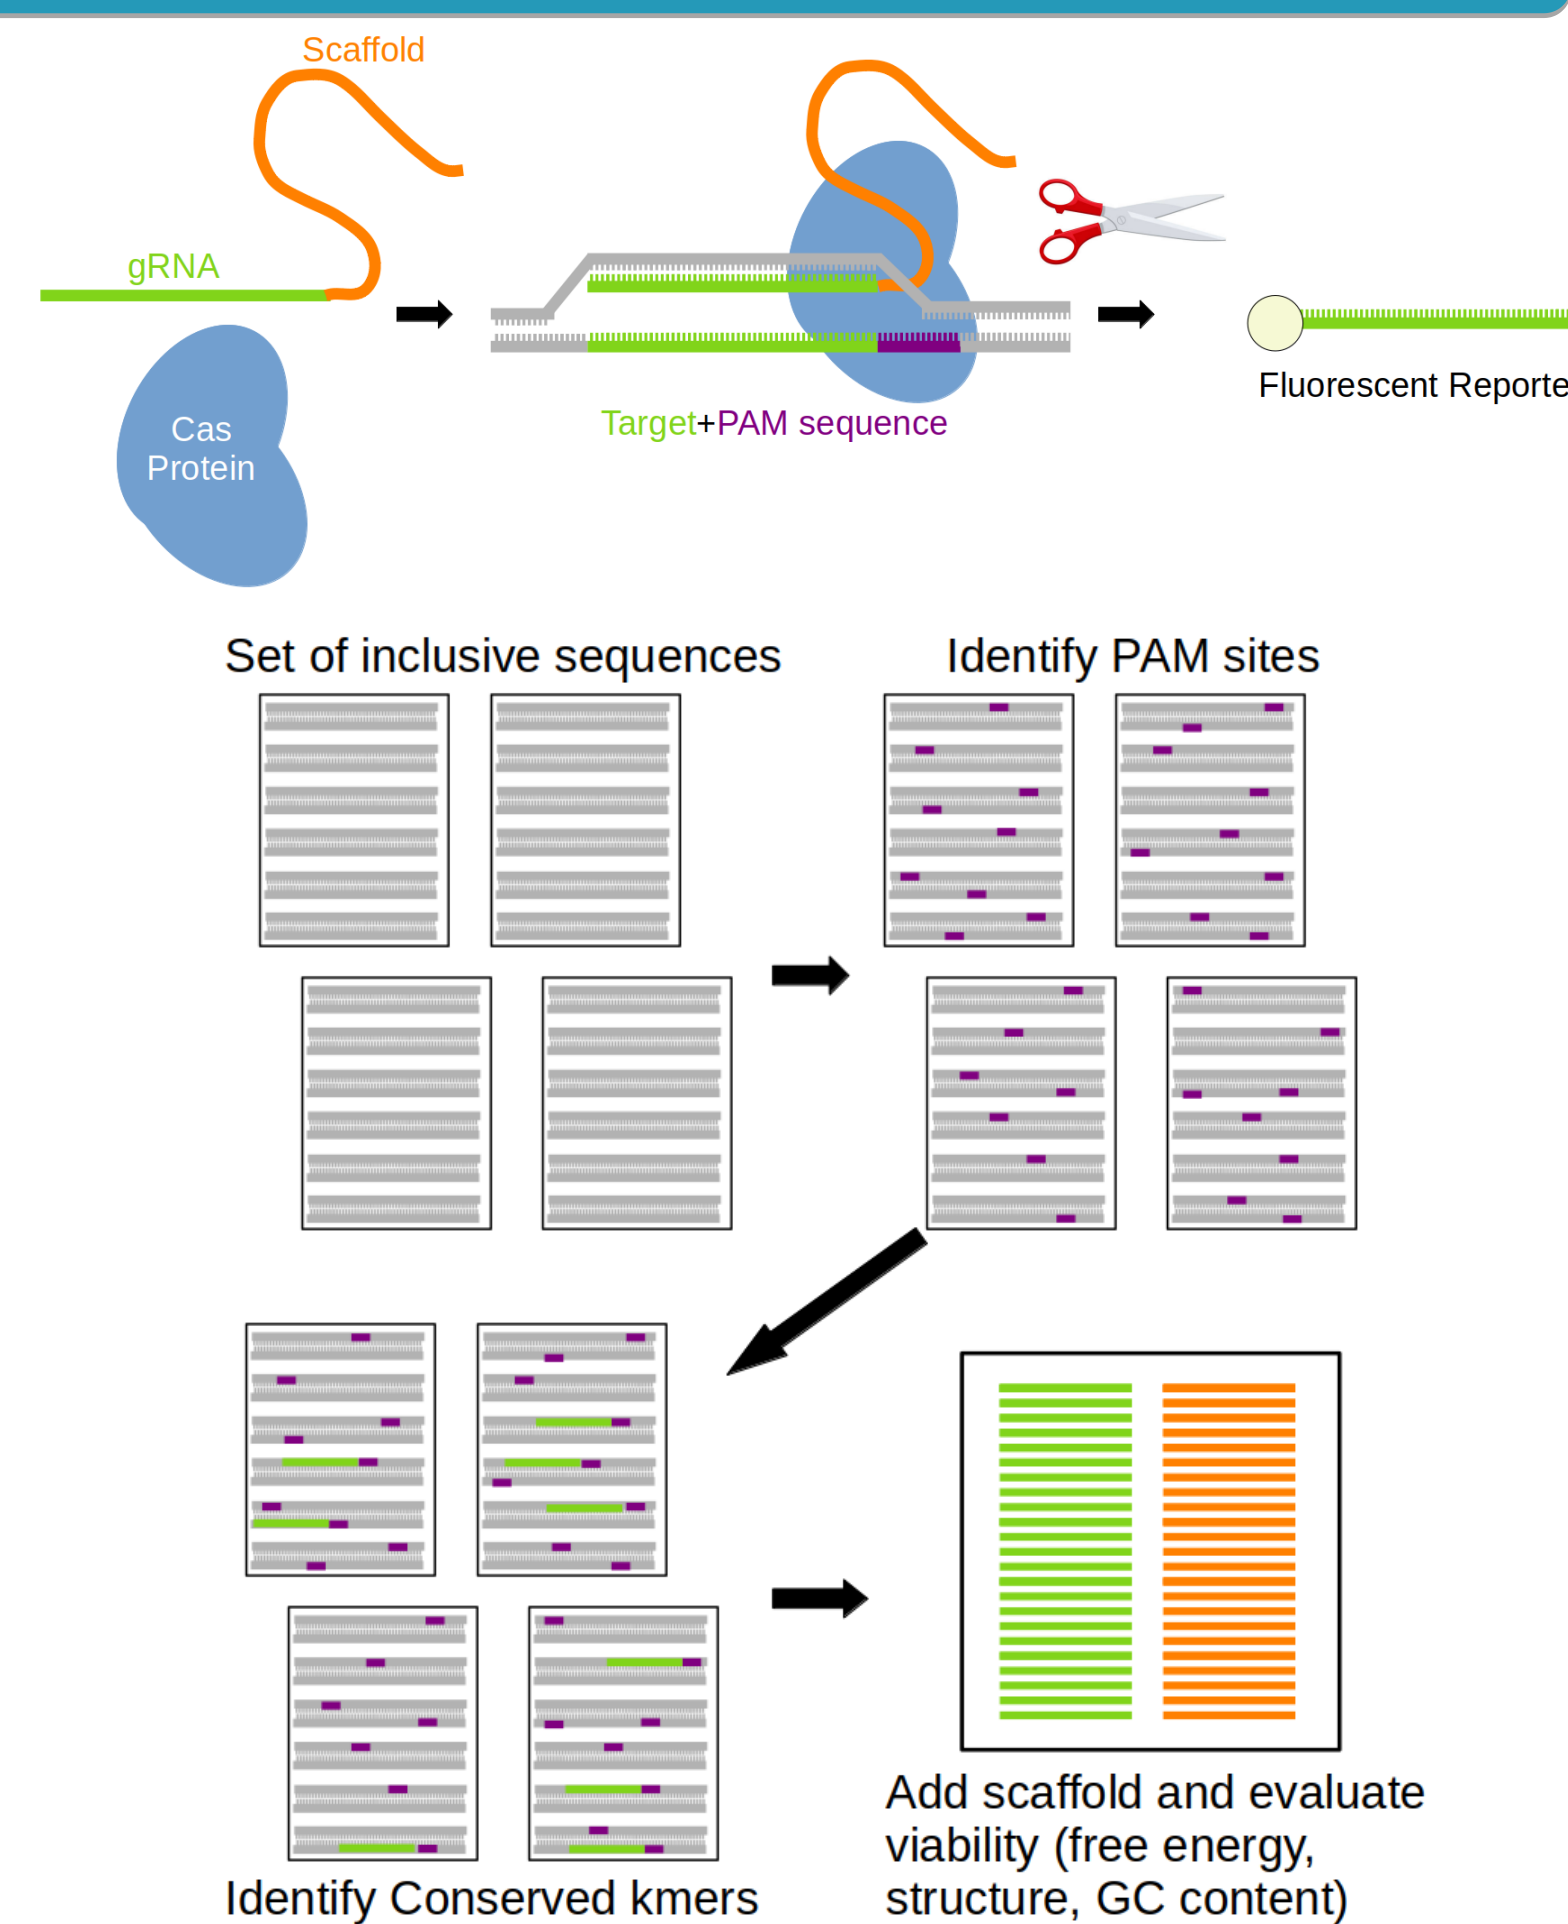 Scaffold
gRNA
Cas
Protein
Target+PAM sequence
Fluorescent Reporte
Set of inclusive sequences
Identify PAM sites
Identify Conserved kmers
Add scaffold and evaluate
viability (free energy,
structure, GC content)